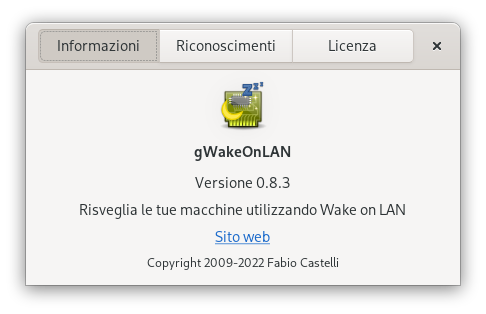 Informazioni Riconoscimenti Licenza ×
zzz
gWakeOnLAN
Versione 0.8.3
Risveglia le tue macchine utilizzando Wake on LAN
Sito web
Copyright 2009-2022 Fabio Castelli